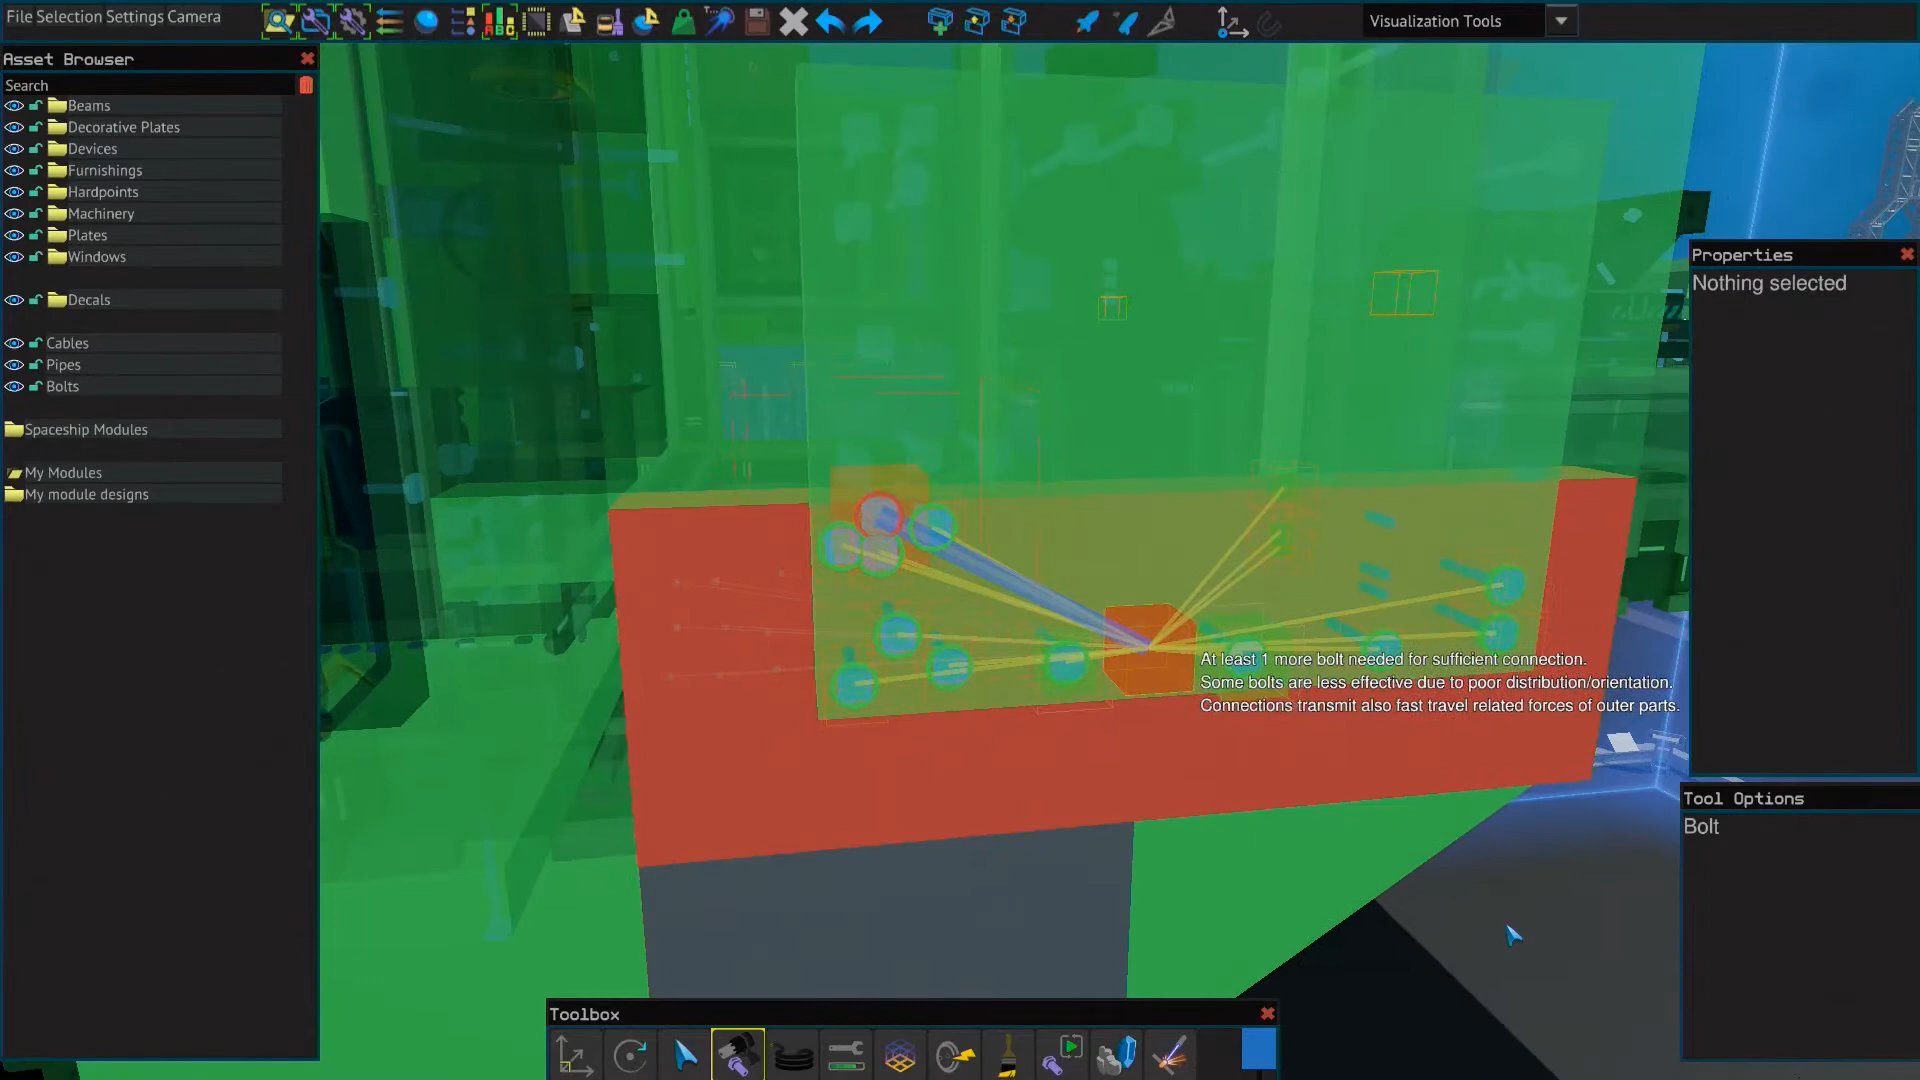 File Selection Settings Camera
ABC
Visualization Tools
Asset Browser
Search
Beams
Decorative Plates
Devices
Furnishings
Hardpoints
Machinery
Plates
Windows
Decals
Cables
Pipes
Bolts
Spaceship Modules
My Modules
My module designs
Properties
Nothing selected
At least 1 more bolt needed for sufficient connection.
Some bolts are less effective due to poor distribution/orientation.
Connections transmit also fast travel related forces of outer parts.
Tool Options
Bolt
Toolbox